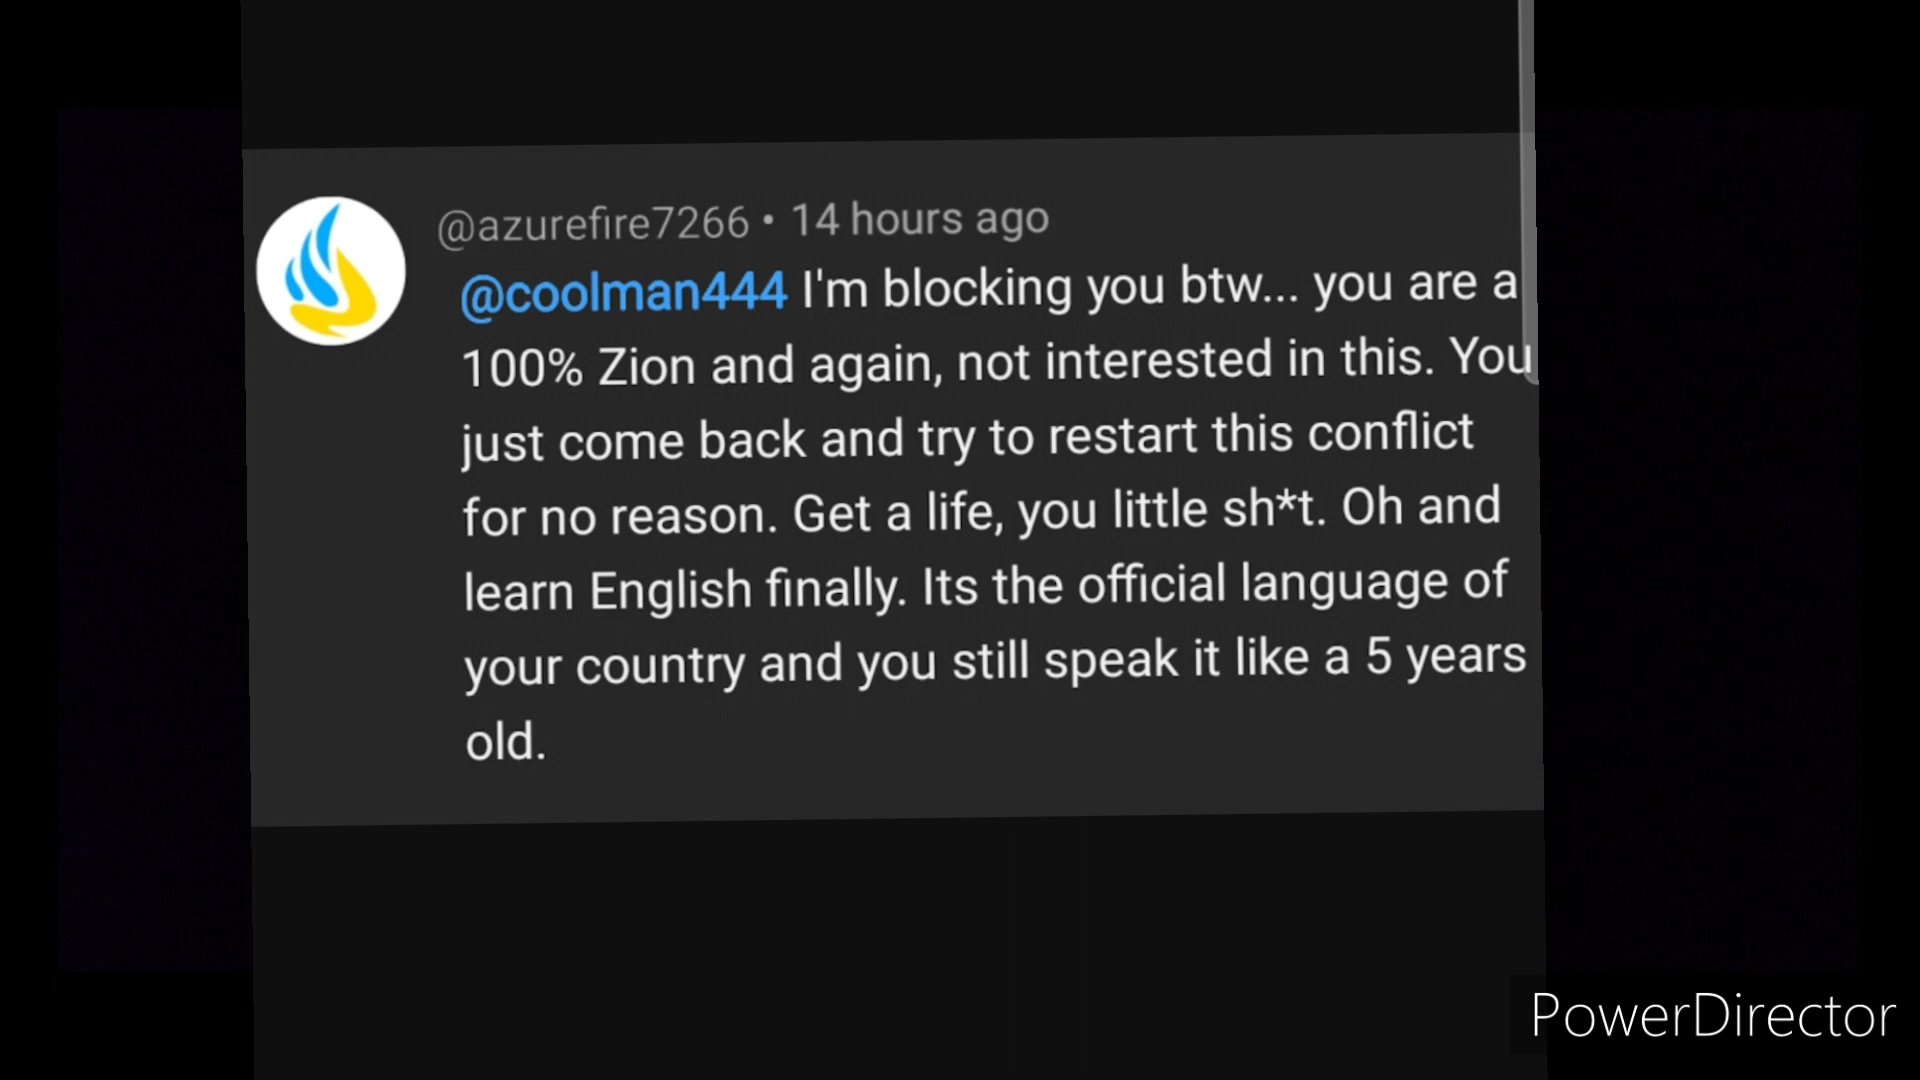 @azurefire7266 • 14 hours ago
@coolman444 I'm blocking you btw... you are a
100% Zion and again, not interested in this. You
just come back and try to restart this conflict
for no reason. Get a life, you little sh*t. Oh and
learn English finally. Its the official language of
your country and you still speak it like a 5 years
old.
PowerDirector